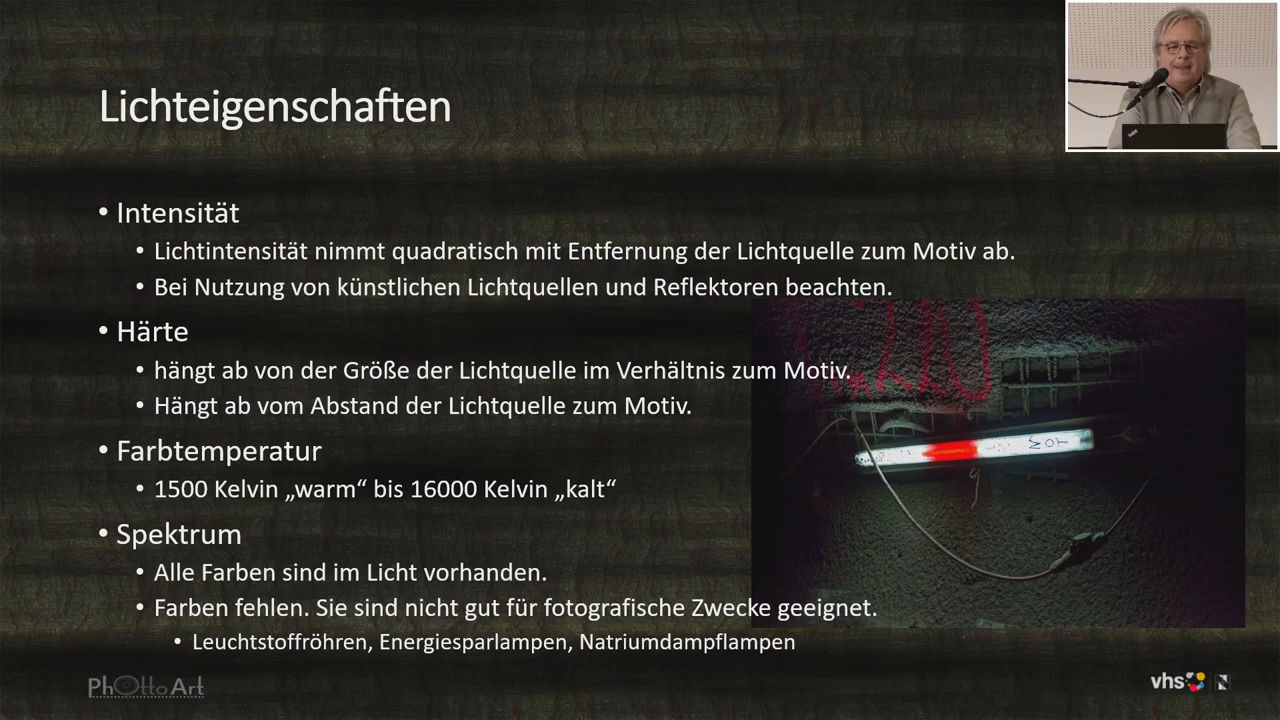 Lichteigenschaften
• Intensität
• Lichtintensität nimmt quadratisch mit Entfernung der Lichtquelle zum Motiv ab.
• Bei Nutzung von künstlichen Lichtquellen und Reflektoren beachten.
• Härte
• hängt ab von der Größe der Lichtquelle im Verhältnis zum Motiv.
• Hängt ab vom Abstand der Lichtquelle zum Motiv.
• Farbtemperatur
• 1500 Kelvin „warm“ bis 16000 Kelvin „kalt“
• Spektrum
• Alle Farben sind im Licht vorhanden.
• Farben fehlen. Sie sind nicht gut für fotografische Zwecke geeignet.
• Leuchtstoffröhren, Energiesparlampen, Natriumdampflampen
PhOttoArt
vhs